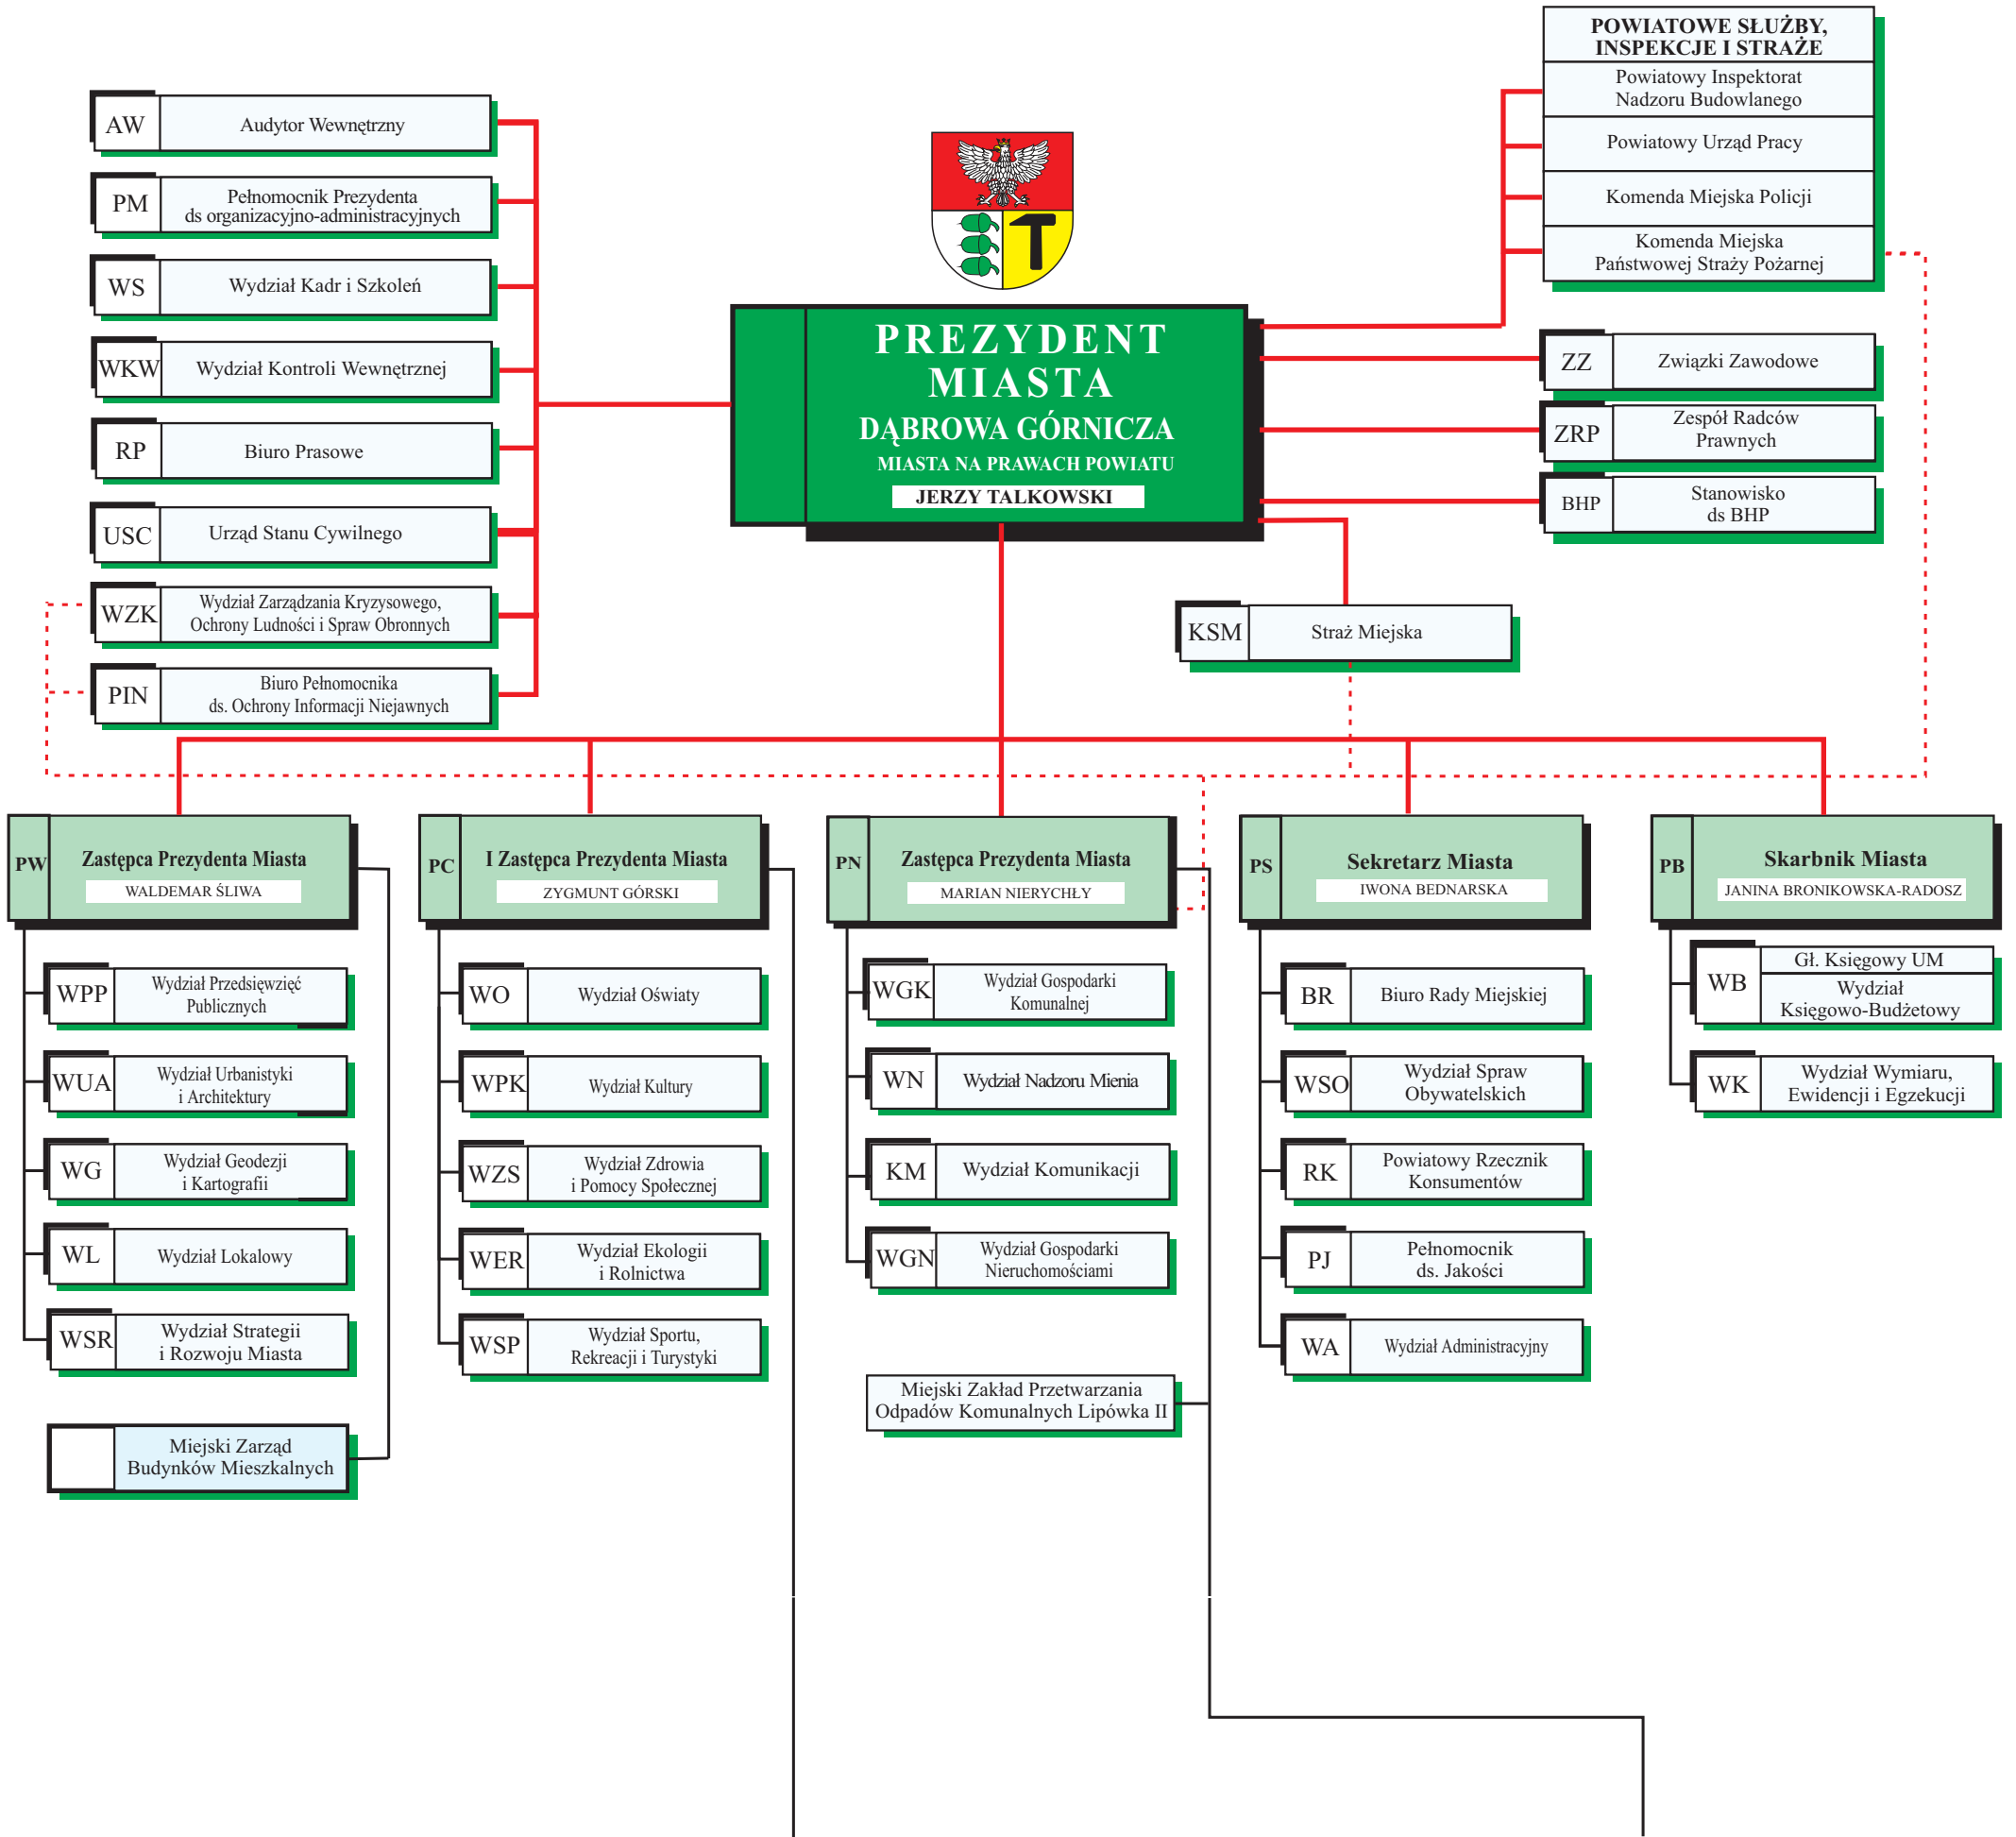 POWIATOWE SŁUŻBY,
INSPEKCJE I STRAŻE
Powiatowy Inspektorat
Nadzoru Budowlanego
Powiatowy Urząd Pracy
Komenda Miejska Policji
Komenda Miejska
Państwowej Straży Pożarnej
AW
Audytor Wewnętrzny
PM
Pełnomocnik Prezydenta
ds organizacyjno-administracyjnych
WS
Wydział Kadr i Szkoleń
WKW
Wydział Kontroli Wewnętrznej
RP
Biuro Prasowe
USC
Urząd Stanu Cywilnego
WZK
Wydział Zarządzania Kryzysowego,
Ochrony Ludności i Spraw Obronnych
PIN
Biuro Pełnomocnika
ds. Ochrony Informacji Niejawnych
PREZYDENT
MIASTA
DĄBROWA GÓRNICZA
MIASTA NA PRAWACH POWIATU
JERZY TALKOWSKI
ZZ
Związki Zawodowe
ZRP
Zespół Radców
Prawnych
BHP
Stanowisko
ds BHP
KSM
Straż Miejska
PW
Zastępca Prezydenta Miasta
WALDEMAR ŚLIWA
WPP
Wydział Przedsięwzięć
Publicznych
WUA
Wydział Urbanistyki
i Architektury
WG
Wydział Geodezji
i Kartografii
WL
Wydział Lokalowy
WSR
Wydział Strategii
i Rozwoju Miasta
Miejski Zarząd
Budynków Mieszkalnych
PC
I Zastępca Prezydenta Miasta
ZYGMUNT GÓRSKI
WO
Wydział Oświaty
WPK
Wydział Kultury
WZS
Wydział Zdrowia
i Pomocy Społecznej
WER
Wydział Ekologii
i Rolnictwa
WSP
Wydział Sportu,
Rekreacji i Turystyki
PN
Zastępca Prezydenta Miasta
MARIAN NIERYCHŁY
WGK
Wydział Gospodarki
Komunalnej
WN
Wydział Nadzoru Mienia
KM
Wydział Komunikacji
WGN
Wydział Gospodarki
Nieruchomościami
Miejski Zakład Przetwarzania
Odpadów Komunalnych Lipówka II
PS
Sekretarz Miasta
IWONA BEDNARSKA
BR
Biuro Rady Miejskiej
WSO
Wydział Spraw
Obywatelskich
RK
Powiatowy Rzecznik
Konsumentów
PJ
Pełnomocnik
ds. Jakości
WA
Wydział Administracyjny
PB
Skarbnik Miasta
JANINA BRONIKOWSKA-RADOSZ
WB
Gł. Księgowy UM
Wydział
Księgowo-Budżetowy
WK
Wydział Wymiaru,
Ewidencji i Egzekucji